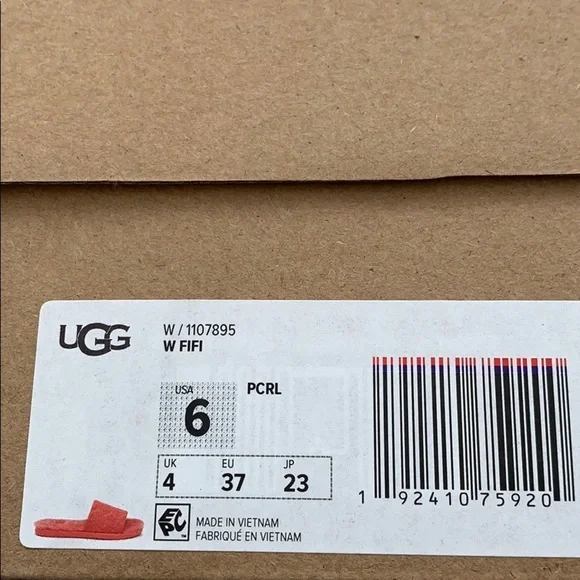 UGG
W / 1107895
W FIFI
USA
6
PCRL
UK
4
EU
37
JP
23
1 92410 75920
MADE IN VIETNAM
FABRIQUÉ EN VIETNAM